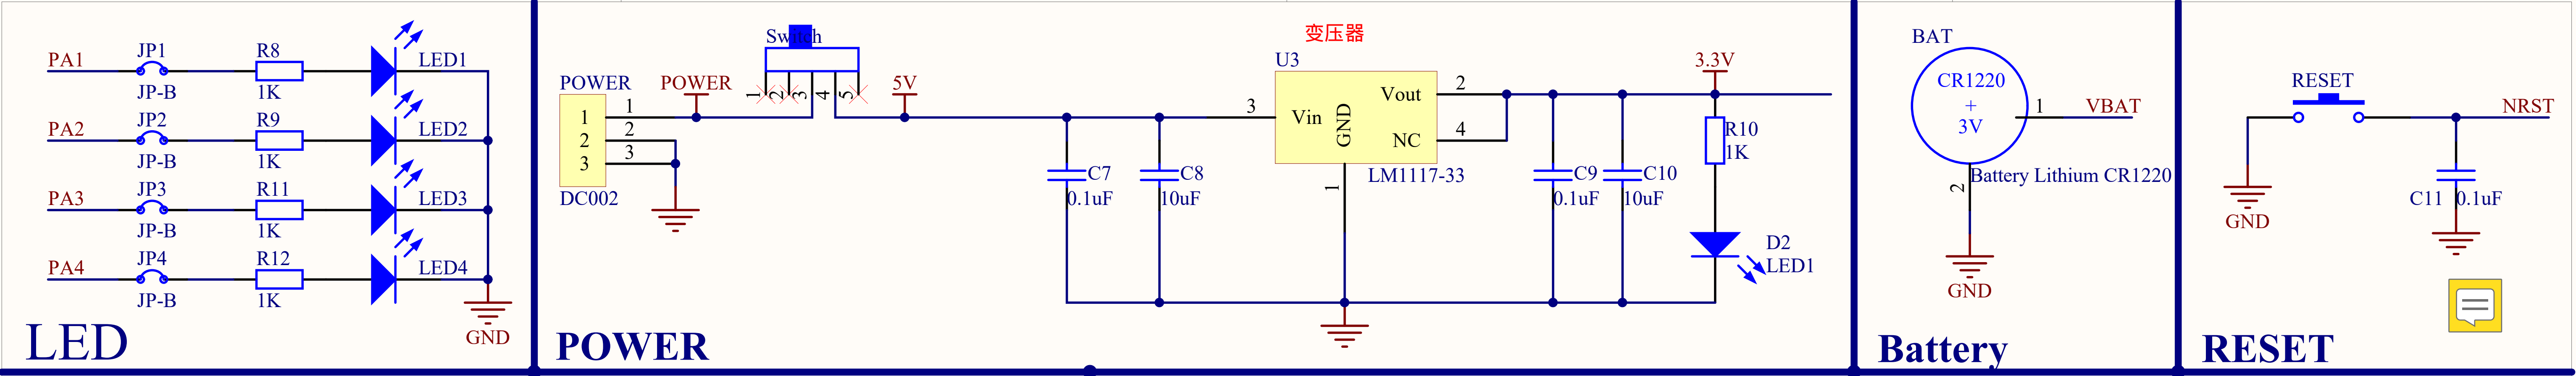 PA1
JP1
JP-B
R8
1K
LED1
PA2
JP2
JP-B
R9
1K
LED2
PA3
JP3
JP-B
R11
1K
LED3
PA4
JP4
JP-B
R12
1K
LED4
GND
LED
POWER
1
2
3
DC002
1
2
3
POWER
Switch
1
2
3
4
5
5V
C7
0.1uF
C8
10uF
变压器
U3
3
Vin
GND
Vout
NC
2
4
1
LM1117-33
C9
0.1uF
C10
10uF
3.3V
R10
1K
D2
LED1
POWER
BAT
CR1220
+
3V
1
VBAT
2
Battery Lithium CR1220
GND
Battery
RESET
NRST
GND
C11
0.1uF
RESET